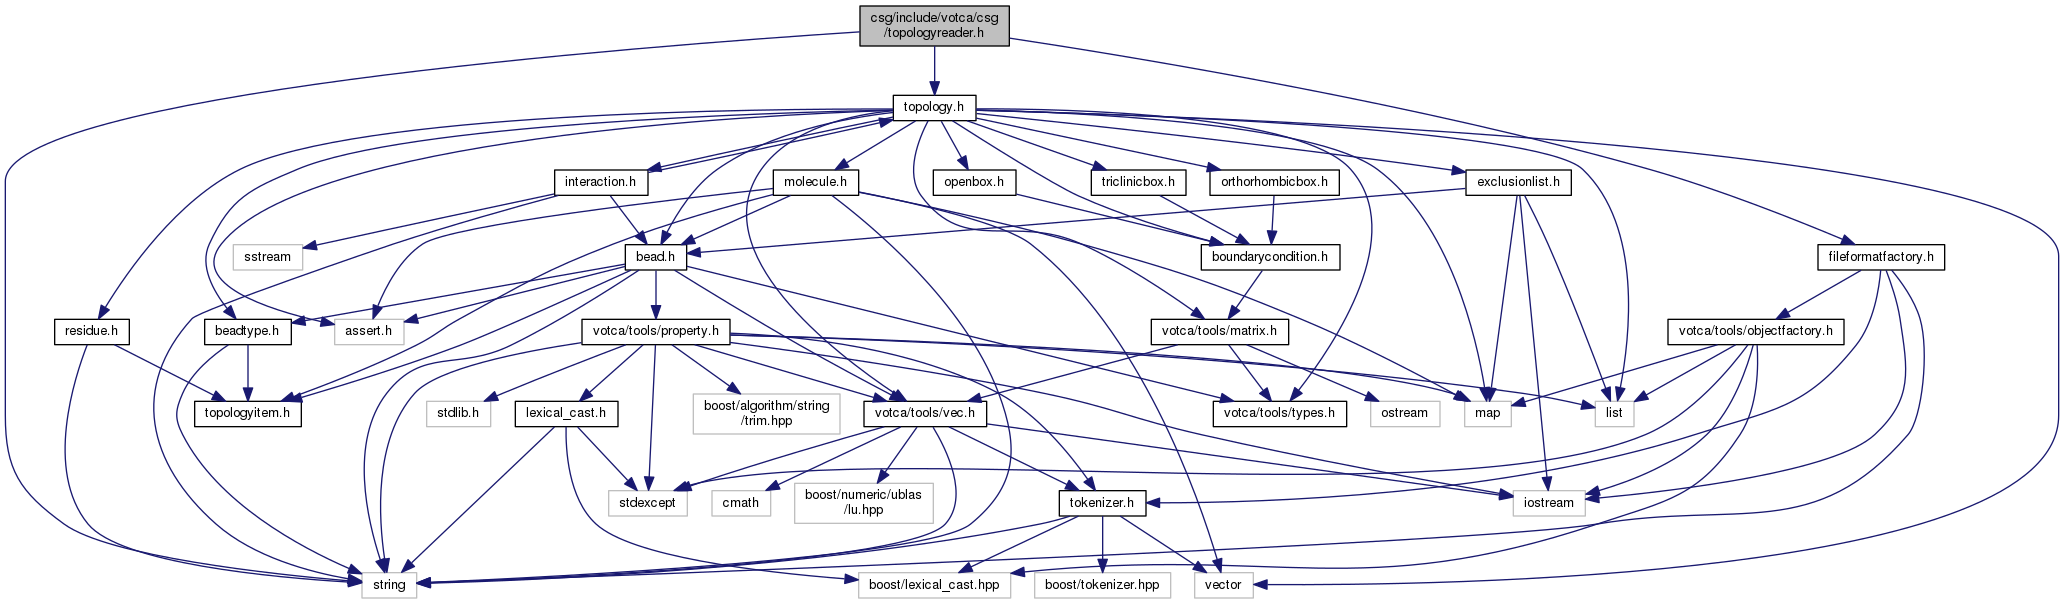 csg/include/votca/csg
/topologyreader.h
topology.h
interaction.h
molecule.h
openbox.h
triclinicbox.h
orthorhombicbox.h
exclusionlist.h
sstream
bead.h
boundarycondition.h
fileformatfactory.h
residue.h
beadtype.h
assert.h
votca/tools/property.h
votca/tools/matrix.h
votca/tools/objectfactory.h
topologyitem.h
stdlib.h
lexical_cast.h
boost/algorithm/string
/trim.hpp
votca/tools/vec.h
votca/tools/types.h
ostream
map
list
stdexcept
cmath
boost/numeric/ublas
/lu.hpp
tokenizer.h
iostream
string
boost/lexical_cast.hpp
boost/tokenizer.hpp
vector